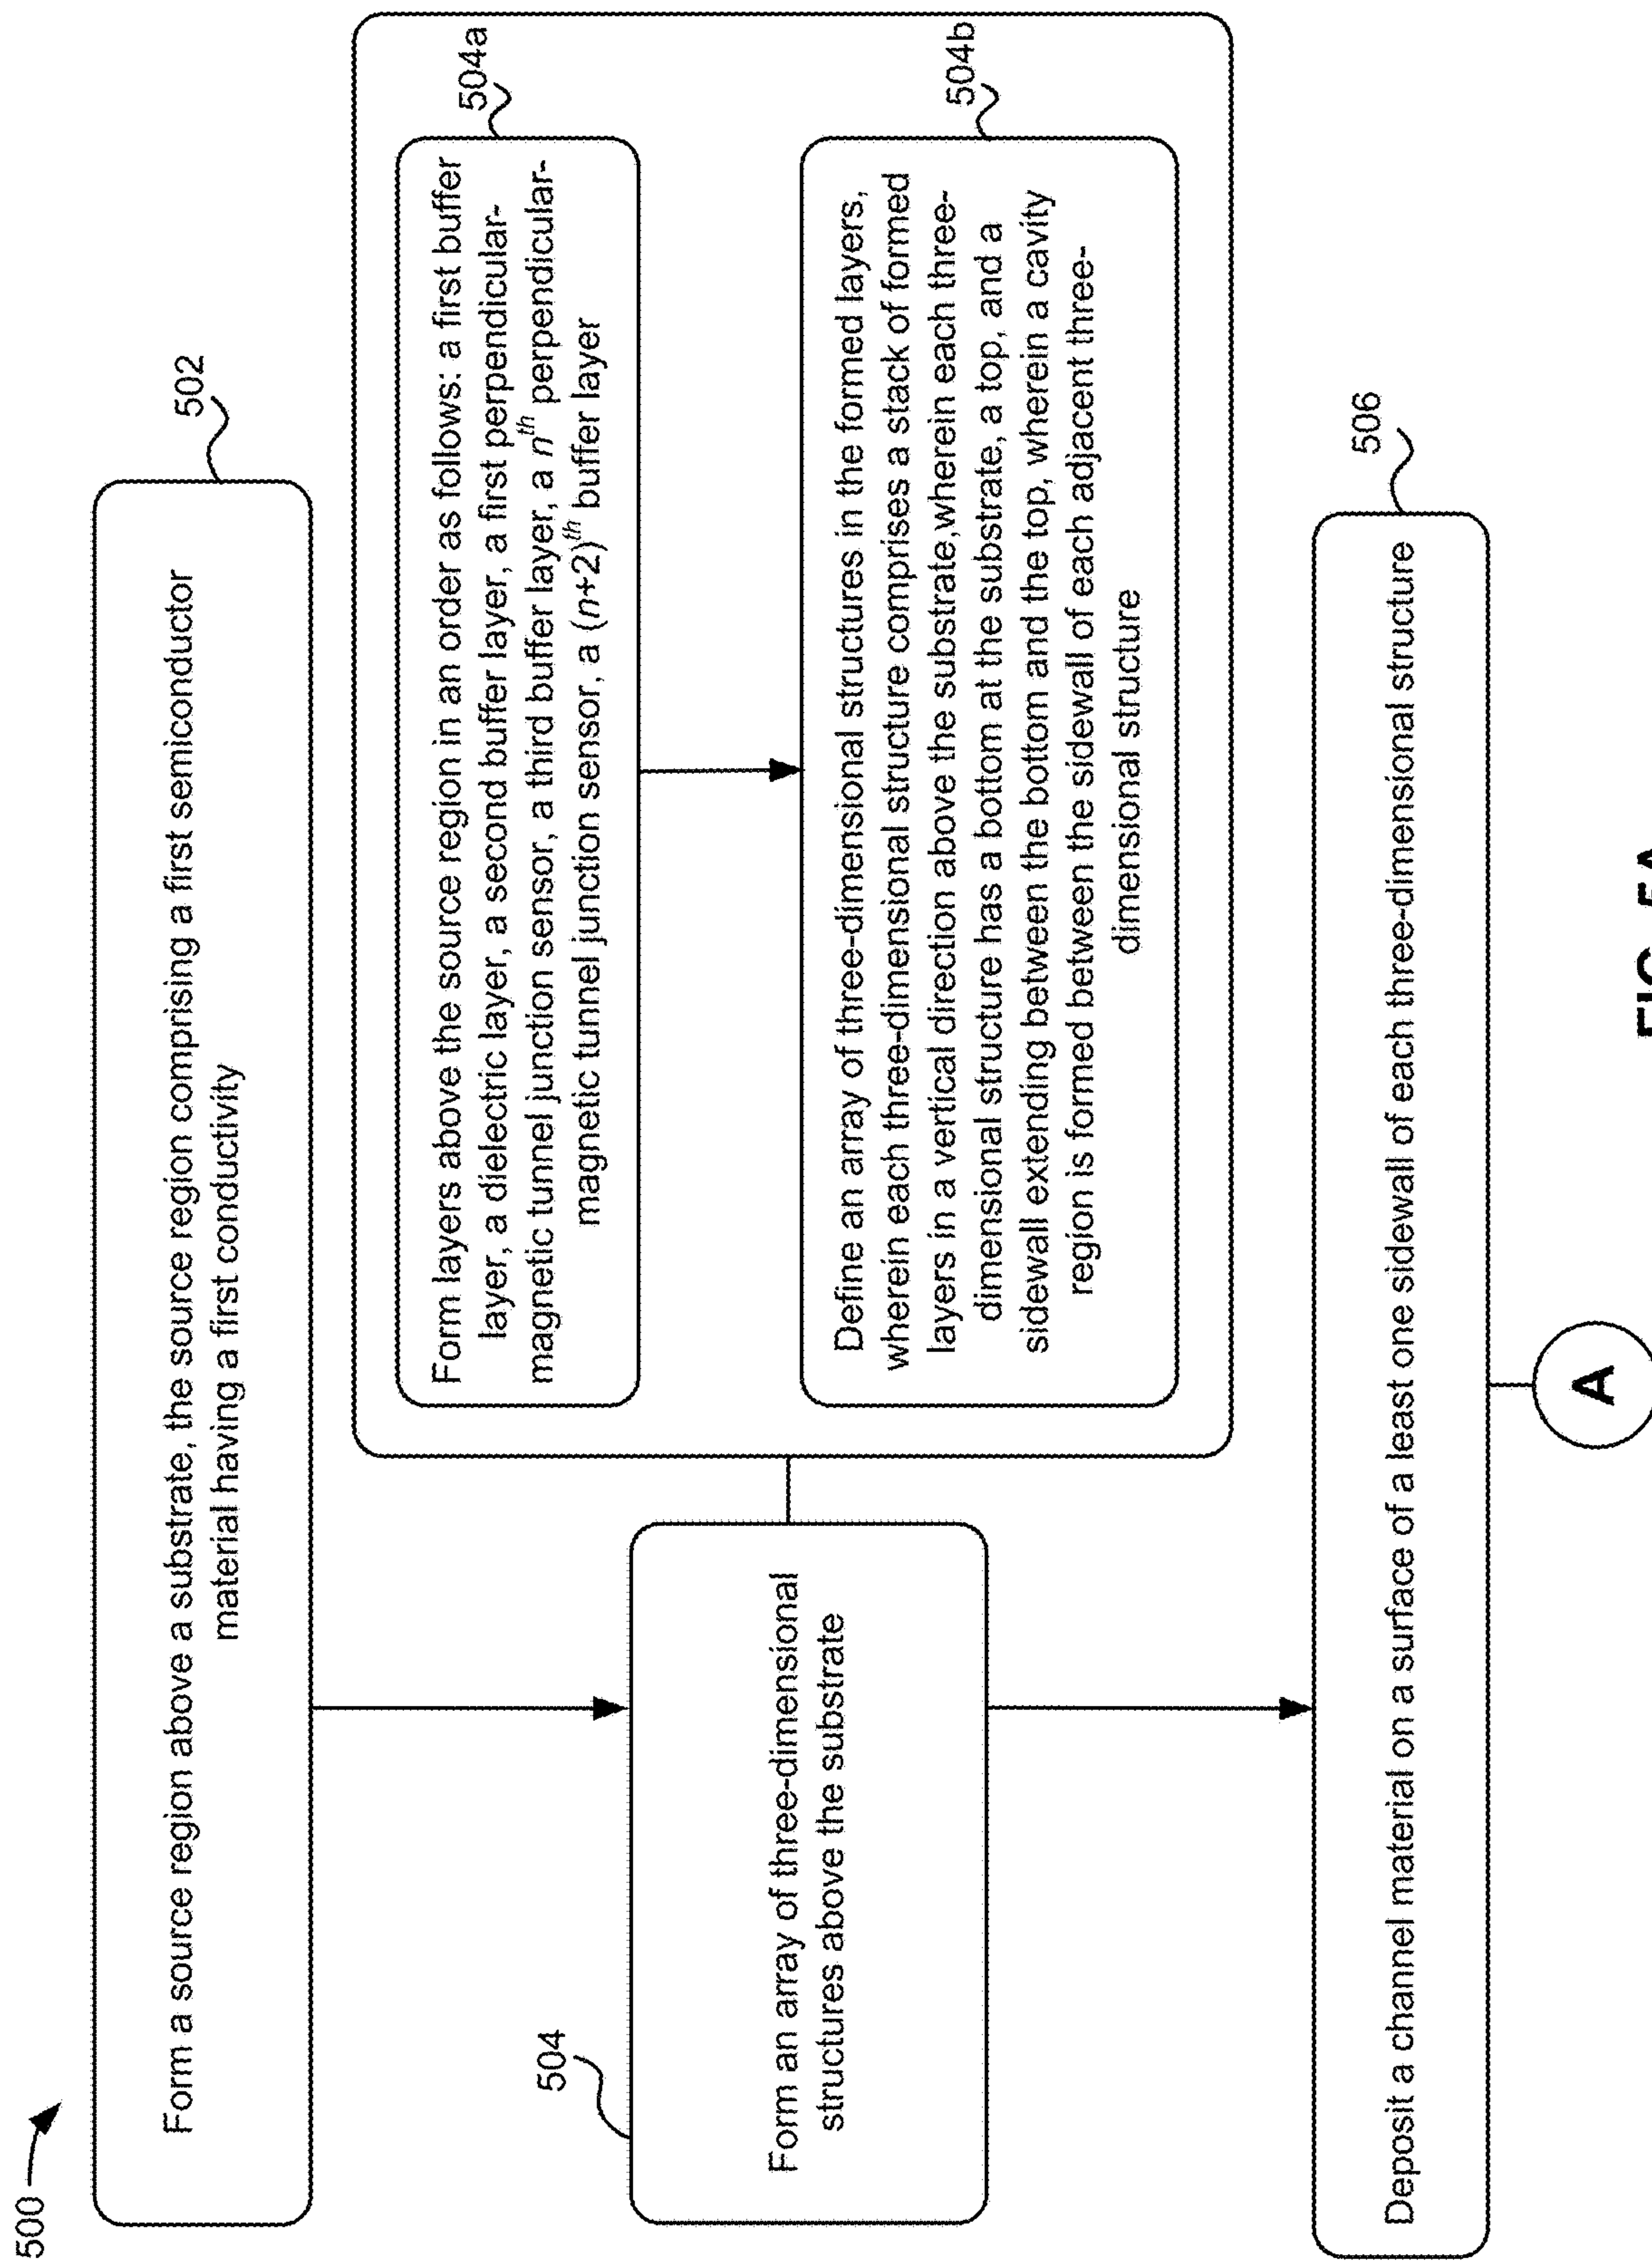 500
502
Form a source region above a substrate, the source region comprising a first semiconductor
material having a first conductivity
504
Form an array of three-dimensional
structures above the substrate
504a
Form layers above the source region in an order as follows: a first buffer
layer, a dielectric layer, a second buffer layer, a first perpendicular-
magnetic tunnel junction sensor, a third buffer layer, a nth perpendicular-
magnetic tunnel junction sensor, a (n+2)th buffer layer
504b
Define an array of three-dimensional structures in the formed layers,
wherein each three-dimensional structure comprises a stack of formed
layers in a vertical direction above the substrate,wherein each three-
dimensional structure has a bottom at the substrate, a top, and a
sidewall extending between the bottom and the top, wherein a cavity
region is formed between the sidewall of each adjacent three-
dimensional structure
506
Deposit a channel material on a surface of a least one sidewall of each three-dimensional structure
A
FIG. 5A